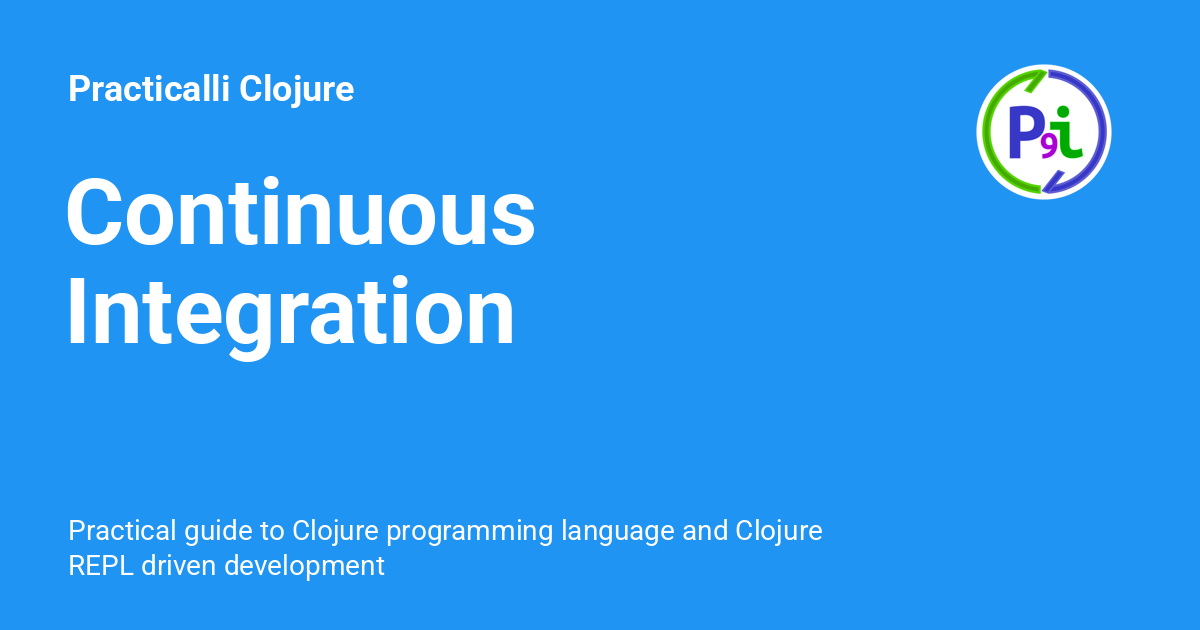 Practicalli Clojure
P9i
Continuous
Integration
Practical guide to Clojure programming language and Clojure
REPL driven development